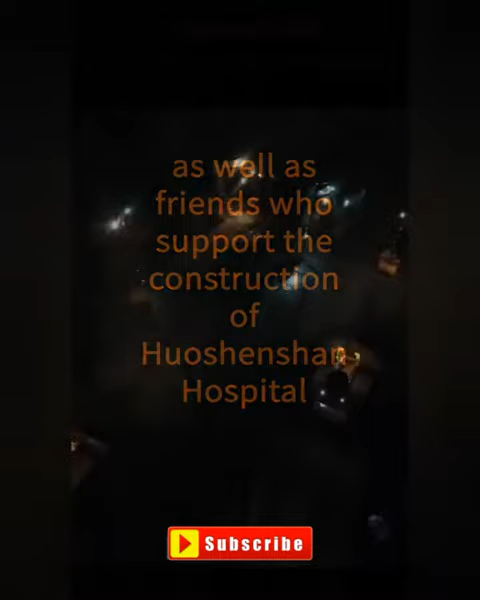 as well as
friends who
support the
construction
of
Huoshenshan
Hospital
Subscribe